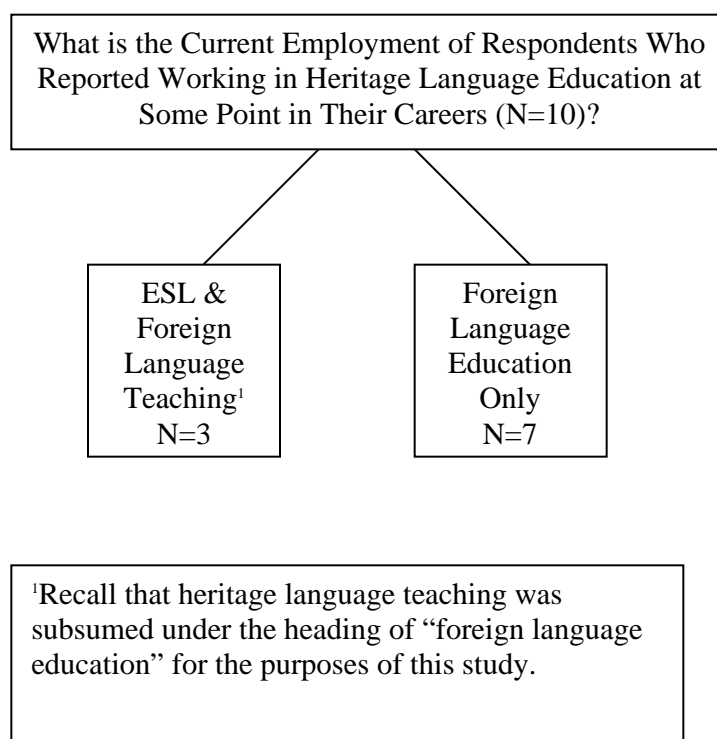 What is the Current Employment of Respondents Who
Reported Working in Heritage Language Education at
Some Point in Their Careers (N=10)?
ESL &
Foreign
Language
Teaching¹
N=3
Foreign
Language
Education
Only
N=7
¹Recall that heritage language teaching was
subsumed under the heading of “foreign language
education” for the purposes of this study.